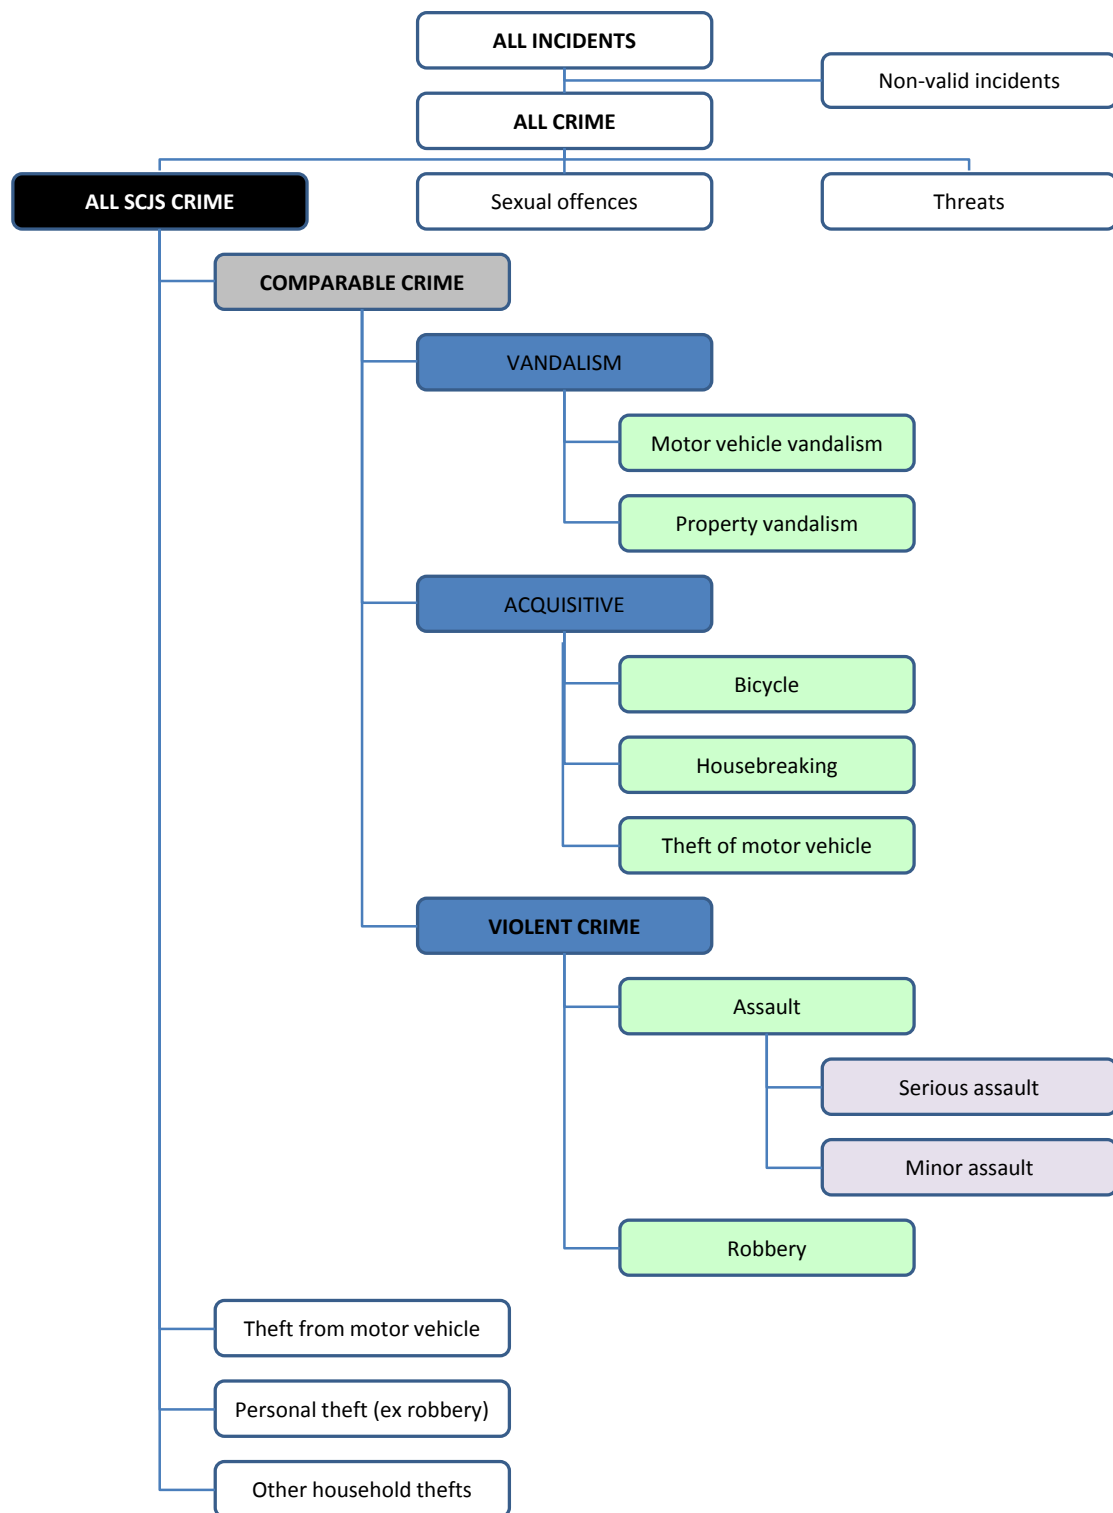 ALL INCIDENTS
Non-valid incidents
ALL CRIME
ALL SCJS CRIME
Sexual offences
Threats
COMPARABLE CRIME
VANDALISM
Motor vehicle vandalism
Property vandalism
ACQUISITIVE
Bicycle
Housebreaking
Theft of motor vehicle
VIOLENT CRIME
Assault
Serious assault
Minor assault
Robbery
Theft from motor vehicle
Personal theft (ex robbery)
Other household thefts